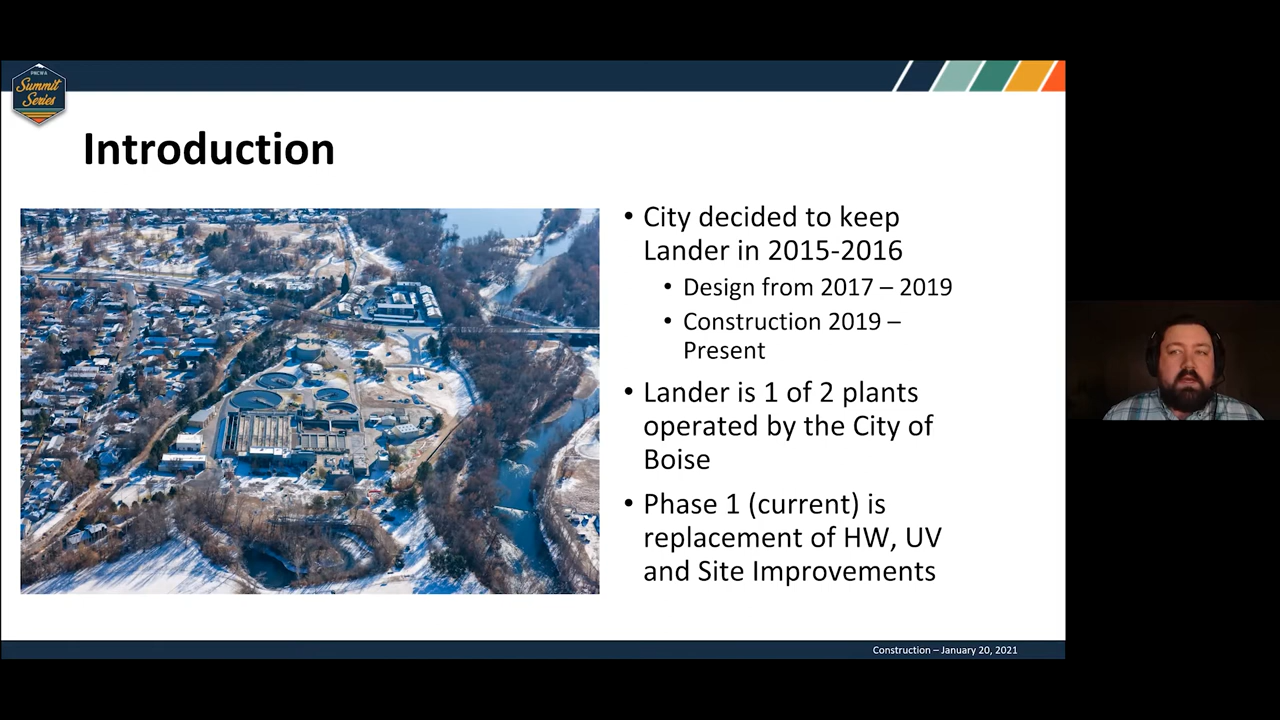 PNCWA
Summit
Series
Introduction
• City decided to keep
Lander in 2015-2016
• Design from 2017 – 2019
• Construction 2019 –
Present
• Lander is 1 of 2 plants
operated by the City of
Boise
• Phase 1 (current) is
replacement of HW, UV
and Site Improvements
Construction – January 20, 2021